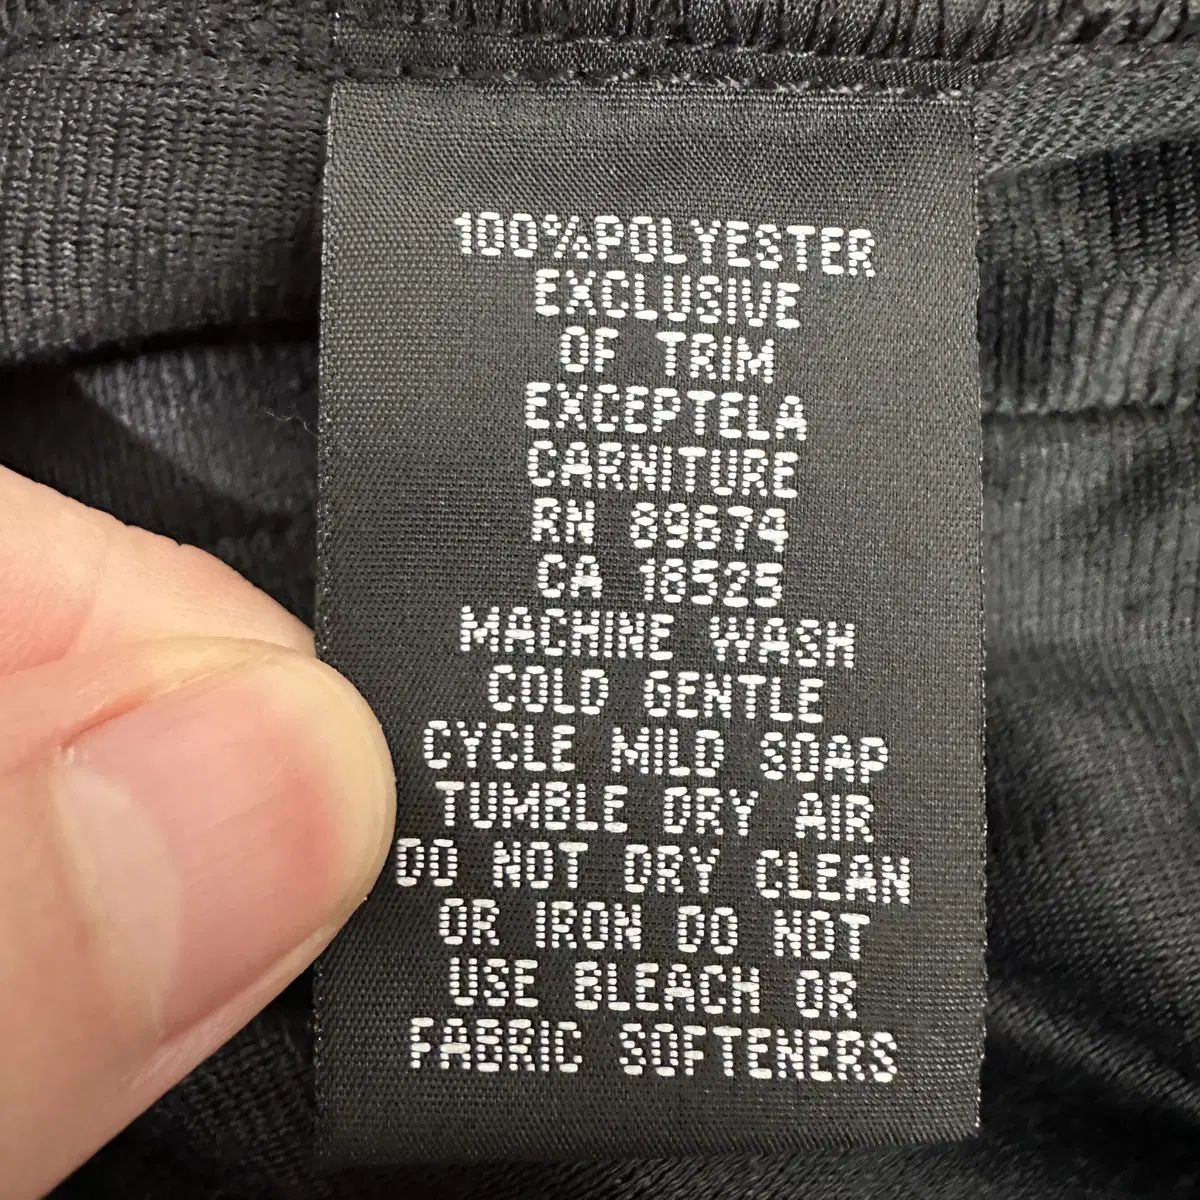 100%POLYESTER
EXCLUSIVE
OF TRIM
EXCEPTELA
CARNITURE
RN 89674
CA 18525
MACHINE WASH
COLD GENTLE
CYCLE MILD SOAP
TUMBLE DRY AIR
DO NOT DRY CLEAN
OR IRON DO NOT
USE BLEACH OR
FABRIC SOFTENERS